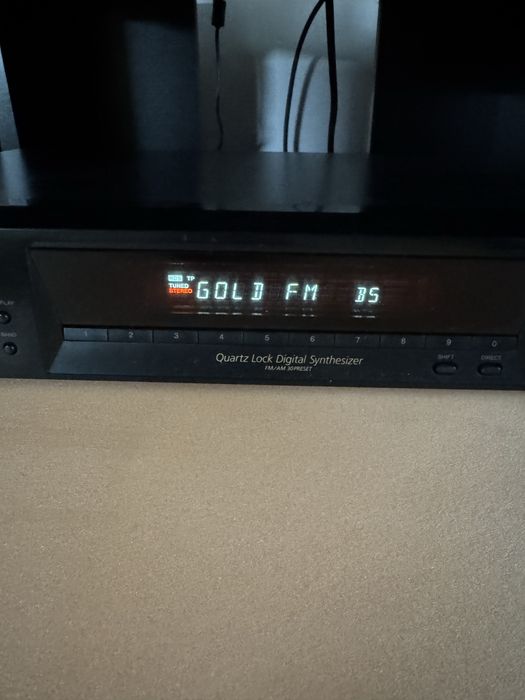 RDS TP
TUNED
STEREO
GOLD FM B5
PLAY
BAND
1 2 3 4 5 6 7 8 9 0
Quartz Lock Digital Synthesizer
FM/AM 30 PRESET
SHIFT DIRECT